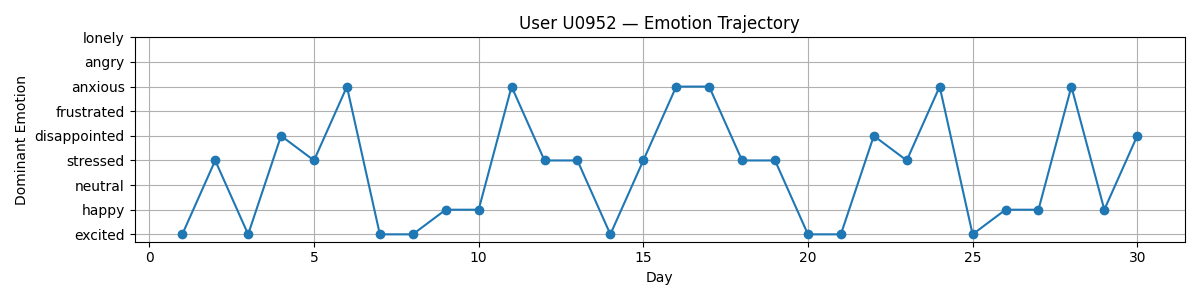 User U0952 — Emotion Trajectory
Dominant Emotion
lonely
angry
anxious
frustrated
disappointed
stressed
neutral
happy
excited
0 5 10 15 20 25 30
Day